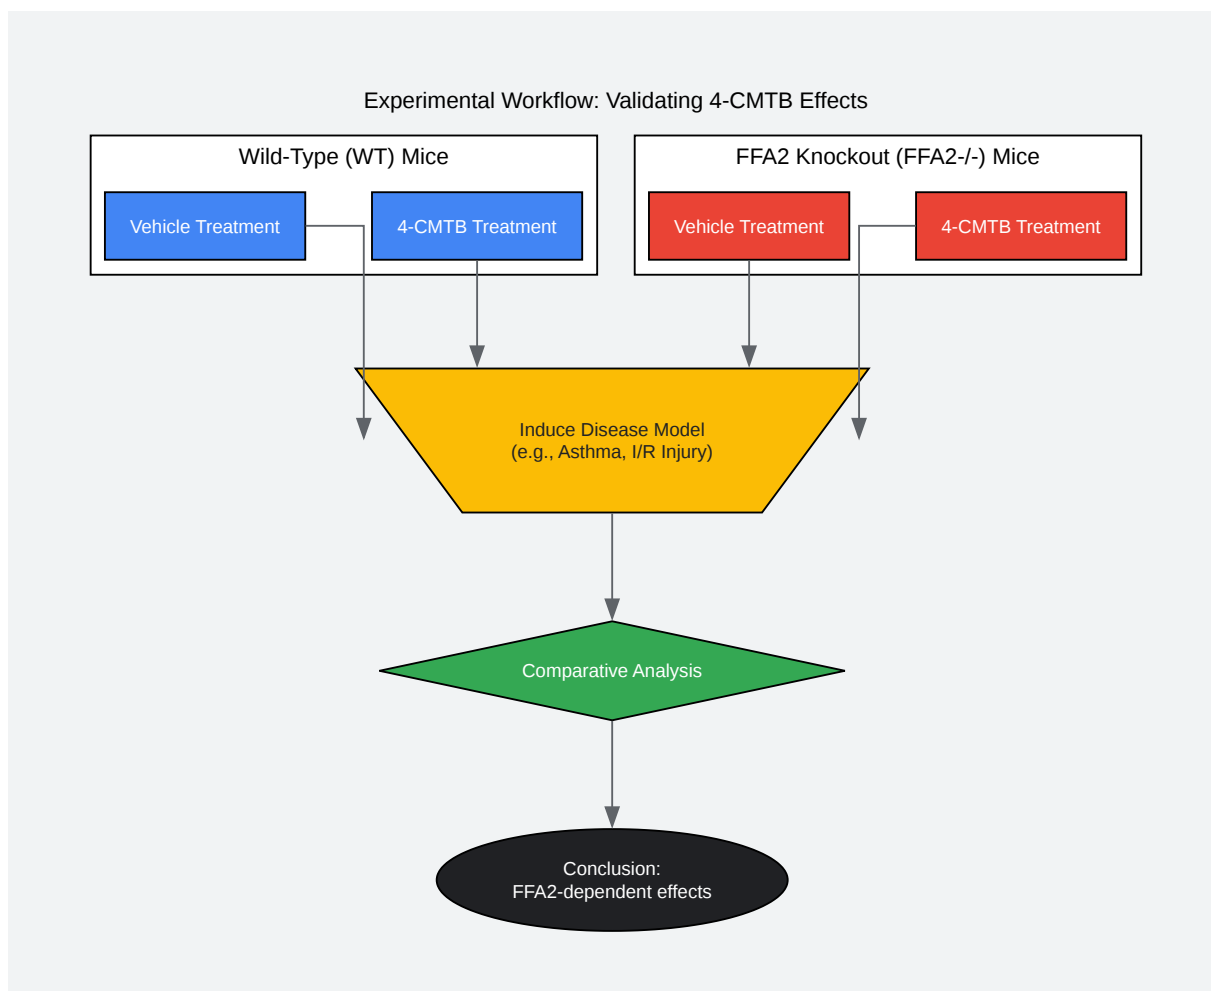 Experimental Workflow: Validating 4-CMTB Effects
Wild-Type (WT) Mice
Vehicle Treatment
4-CMTB Treatment
FFA2 Knockout (FFA2-/-) Mice
Vehicle Treatment
4-CMTB Treatment
Induce Disease Model
(e.g., Asthma, I/R Injury)
Comparative Analysis
Conclusion:
FFA2-dependent effects